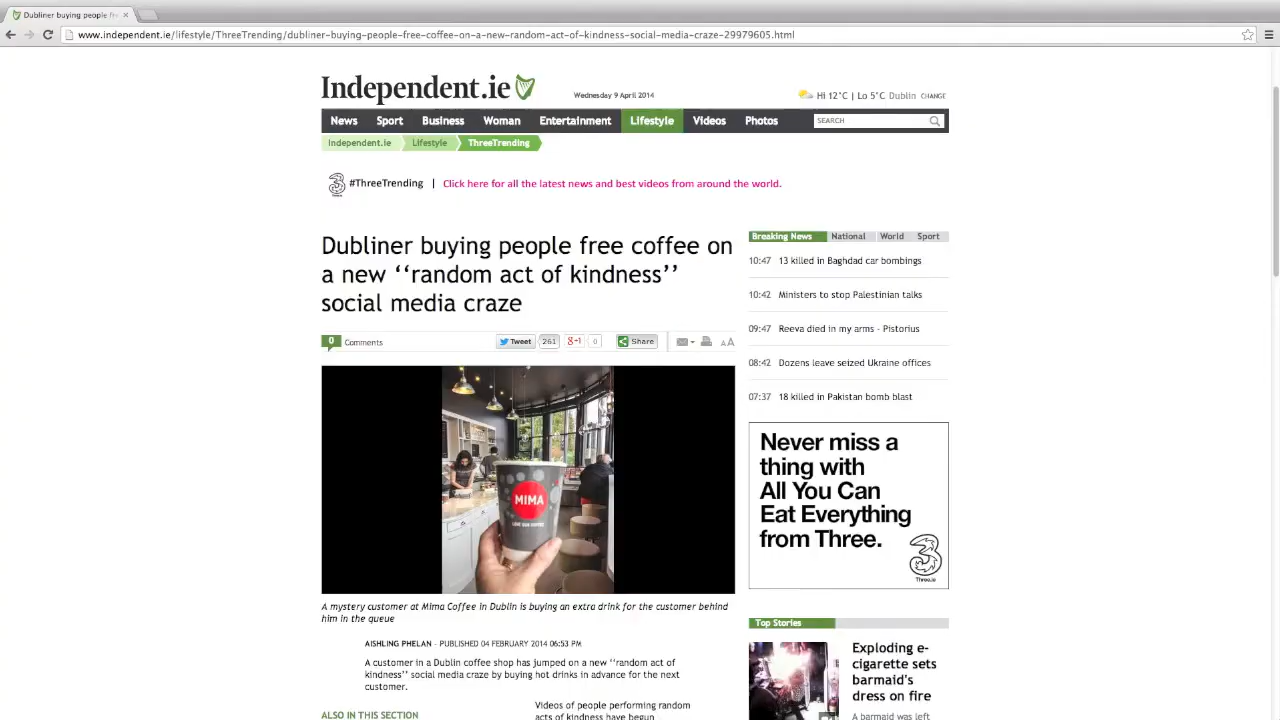 Dubliner buying people fr
www.independent.ie/lifestyle/ThreeTrending/dubliner-buying-people-free-coffee-on-a-new-random-act-of-kindness-social-media-craze-29979605.html
Independent.ie
Wednesday 9 April 2014
Hi 12°C | Lo 5°C Dublin CHANGE
News Sport Business Woman Entertainment Lifestyle Videos Photos SEARCH
Independent.ie Lifestyle ThreeTrending
3 #ThreeTrending | Click here for all the latest news and best videos from around the world.
Dubliner buying people free coffee on
a new ‘‘random act of kindness’’
social media craze
0 Comments Tweet 261 g+1 0 Share AA
MIMA
LOVE OUR COFFEE
A mystery customer at Mima Coffee in Dublin is buying an extra drink for the customer behind
him in the queue
AISHLING PHELAN – PUBLISHED 04 FEBRUARY 2014 06:53 PM
A customer in a Dublin coffee shop has jumped on a new ‘‘random act of
kindness’’ social media craze by buying hot drinks in advance for the next
customer.
ALSO IN THIS SECTION
Videos of people performing random
acts of kindness have begun
Breaking News National World Sport
10:47 13 killed in Baghdad car bombings
10:42 Ministers to stop Palestinian talks
09:47 Reeva died in my arms - Pistorius
08:42 Dozens leave seized Ukraine offices
07:37 18 killed in Pakistan bomb blast
Never miss a
thing with
All You Can
Eat Everything
from Three.
3
Three.ie
Top Stories
Exploding e-
cigarette sets
barmaid's
dress on fire
A barmaid was left